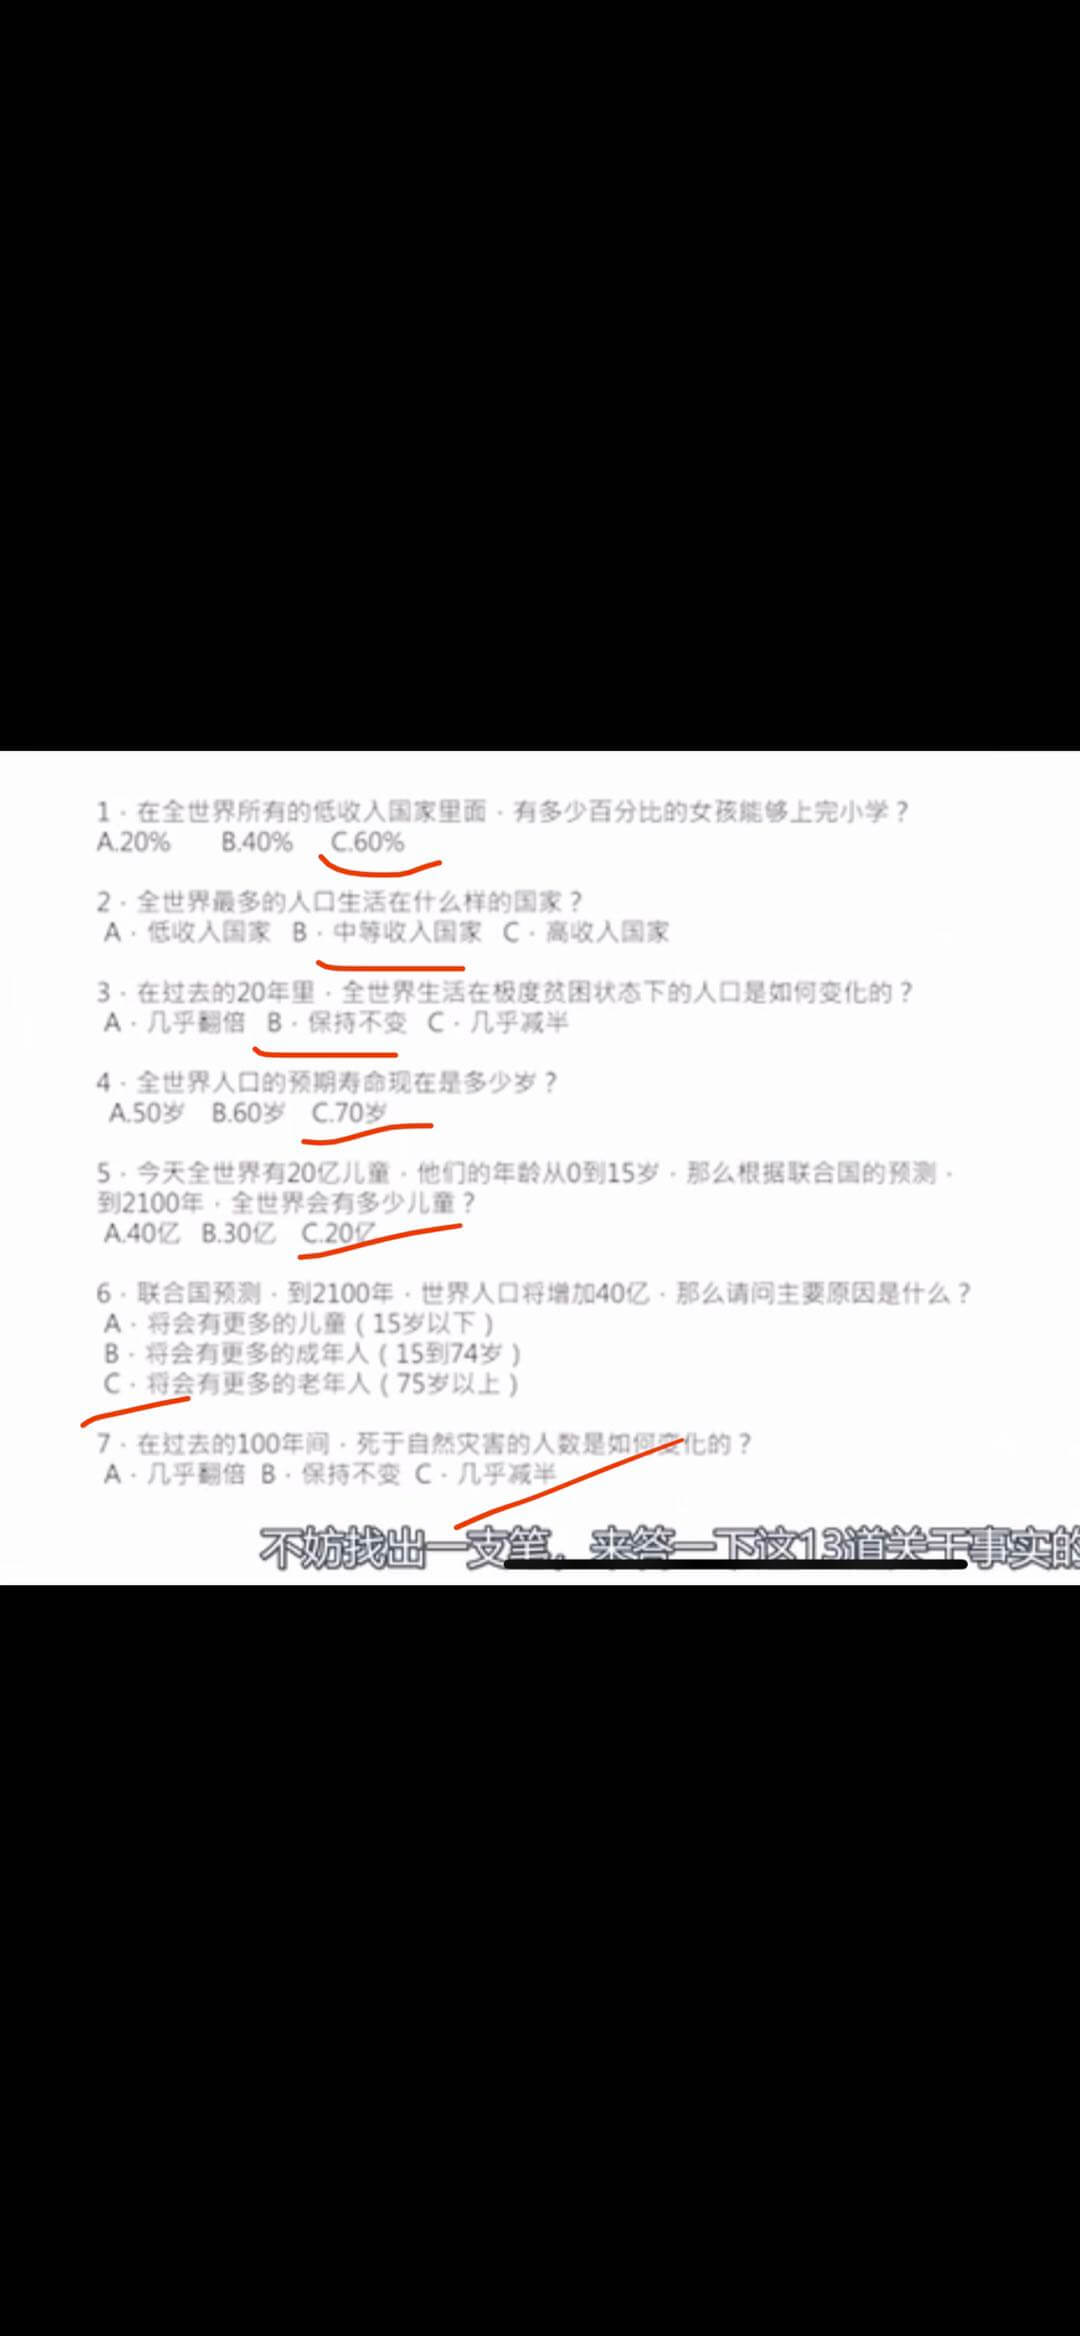 1．在全世界所有的低收入国家里面，有多少百分比的女孩能够上完小学？
A.20% B.40% C.60%
2．全世界最多的人口生活在什么样的国家？
A．低收入国家 B．中等收入国家 C．高收入国家
3．在过去的20年里，全世界生活在极度贫困状态下的人口是如何变化的？
A．几乎翻倍 B．保持不变 C．几乎减半
4．全世界人口的预期寿命现在是多少岁？
A.50岁 B.60岁 C.70岁
5．今天全世界有20亿儿童，他们的年龄从0到15岁，那么根据联合国的预测，
到2100年，全世界会有多少儿童？
A.40亿 B.30亿 C.20亿
6．联合国预测，到2100年，世界人口将增加40亿，那么请问主要原因是什么？
A．将会有更多的儿童（15岁以下）
B．将会有更多的成年人（15到74岁）
C．将会有更多的老年人（75岁以上）
7．在过去的100年间，死于自然灾害的人数是如何变化的？
A．几乎翻倍 B．保持不变 C．几乎减半
不妨找出一支笔，来答一下这13道关于事实的